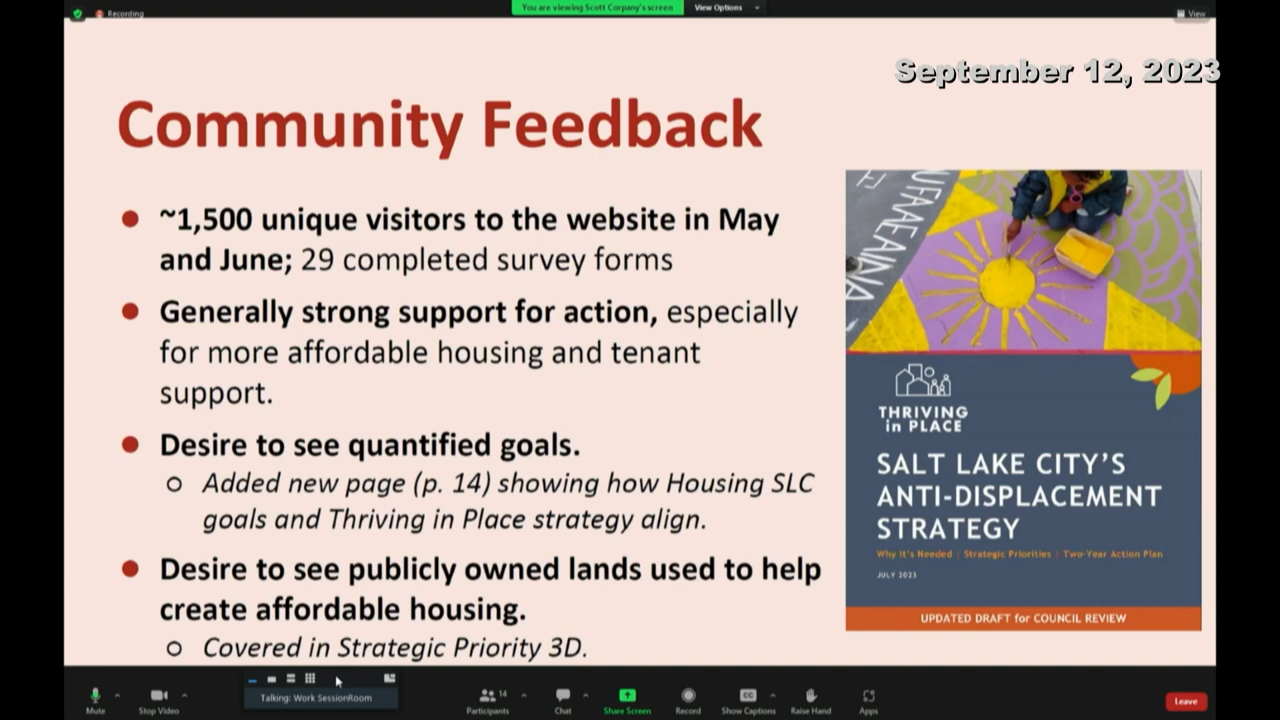 Recording
You are viewing Scott Corpany's screen
View Options
View
September 12, 2023
Community Feedback
~1,500 unique visitors to the website in May
and June; 29 completed survey forms
Generally strong support for action, especially
for more affordable housing and tenant
support.
Desire to see quantified goals.
Added new page (p. 14) showing how Housing SLC
goals and Thriving in Place strategy align.
Desire to see publicly owned lands used to help
create affordable housing.
Covered in Strategic Priority 3D.
THRIVING
in PLACE
SALT LAKE CITY'S
ANTI-DISPLACEMENT
STRATEGY
Why It's Needed | Strategic Priorities | Two-Year Action Plan
JULY 2023
UPDATED DRAFT for COUNCIL REVIEW
Talking: Work SessionRoom
Mute
Stop Video
14
Participants
Chat
Share Screen
Record
CC
Show Captions
Raise Hand
Apps
Leave